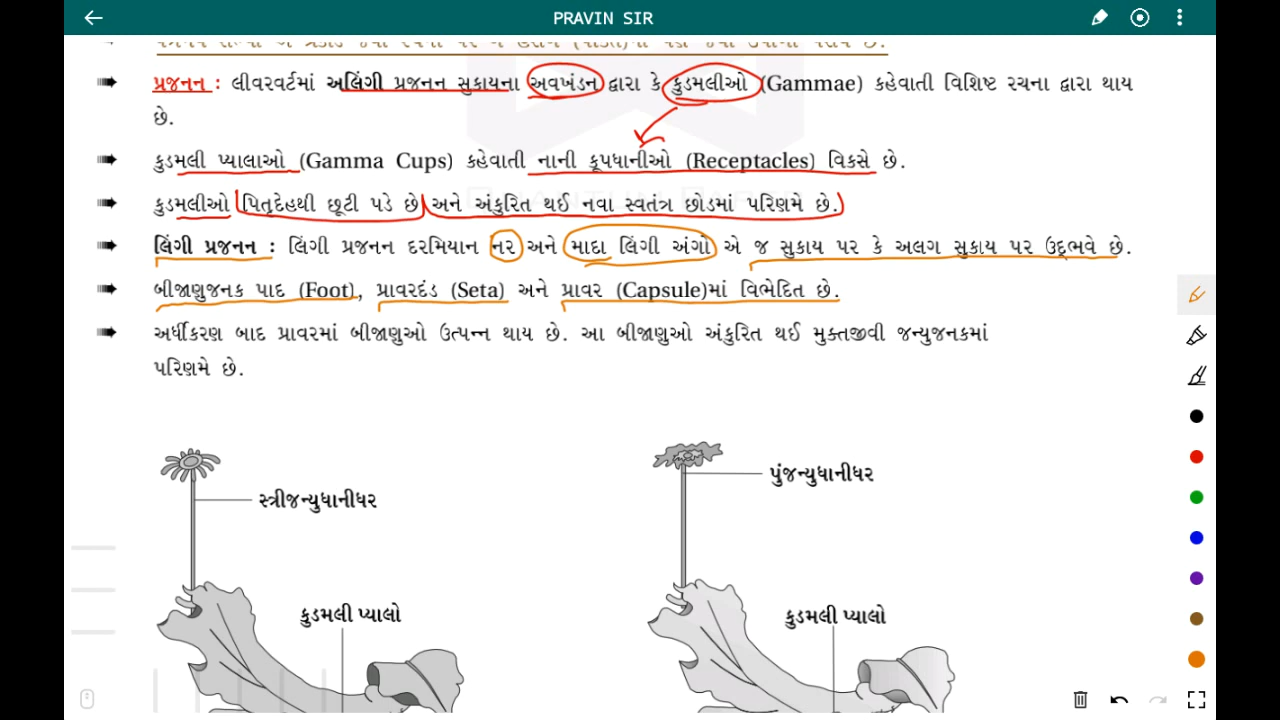 PRAVIN SIR
પ્રજનન : લીવરવર્ટમાં અલિંગી પ્રજનન સુકાયના અવખંડન દ્વારા કે કુડમલીઓ (Gammae) કહેવાતી વિશિષ્ટ રચના દ્વારા થાય
છે.
કુડમલી પ્યાલાઓ (Gamma Cups) કહેવાતી નાની કૂપધાનીઓ (Receptacles) વિકસે છે.
કુડમલીઓ પિતૃદેહથી છૂટી પડે છે અને અંકુરિત થઈ નવા સ્વતંત્ર છોડમાં પરિણમે છે.
લિંગી પ્રજનન : લિંગી પ્રજનન દરમિયાન નર અને માદા લિંગી અંગો એ જ સુકાય પર કે અલગ સુકાય પર ઉદ્ભવે છે.
બીજાણુજનક પાદ (Foot), પ્રાવરદંડ (Seta) અને પ્રાવર (Capsule)માં વિભેદિત છે.
અર્ધીકરણ બાદ પ્રાવરમાં બીજાણુઓ ઉત્પન્ન થાય છે. આ બીજાણુઓ અંકુરિત થઈ મુક્તજીવી જન્યુજનકમાં
પરિણમે છે.
સ્ત્રીજન્યુધાનીધર
પુંજન્યુધાનીધર
કુડમલી પ્યાલો
કુડમલી પ્યાલો